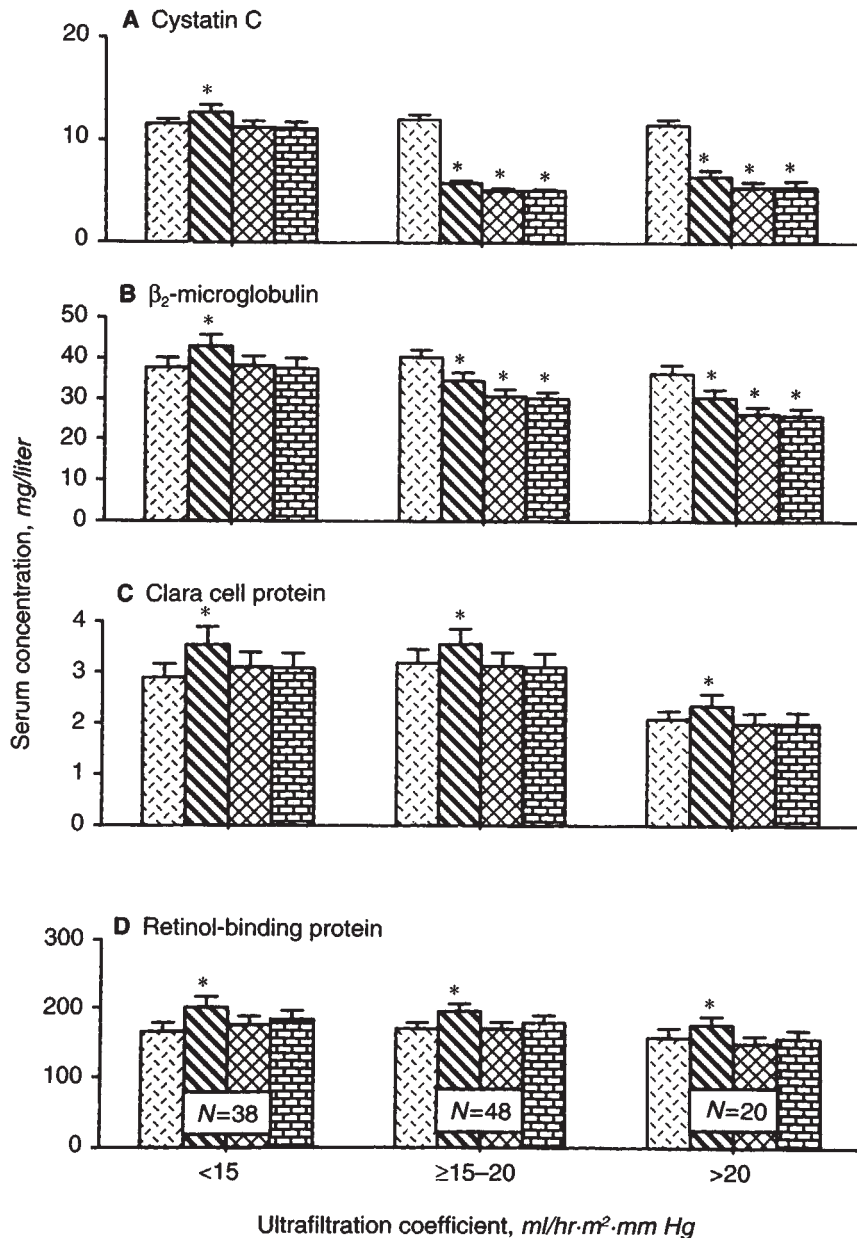 A Cystatin C
20
10
0
* * * * * * *
B β₂-microglobulin
50
40
30
20
10
0
* * * * * * *
C Clara cell protein
4
3
2
1
0
* * *
D Retinol-binding protein
300
200
100
0
* * *
N=38 N=48 N=20
<15 ≥15–20 >20
Serum concentration, mg/liter
Ultrafiltration coefficient, ml/hr·m²·mm Hg